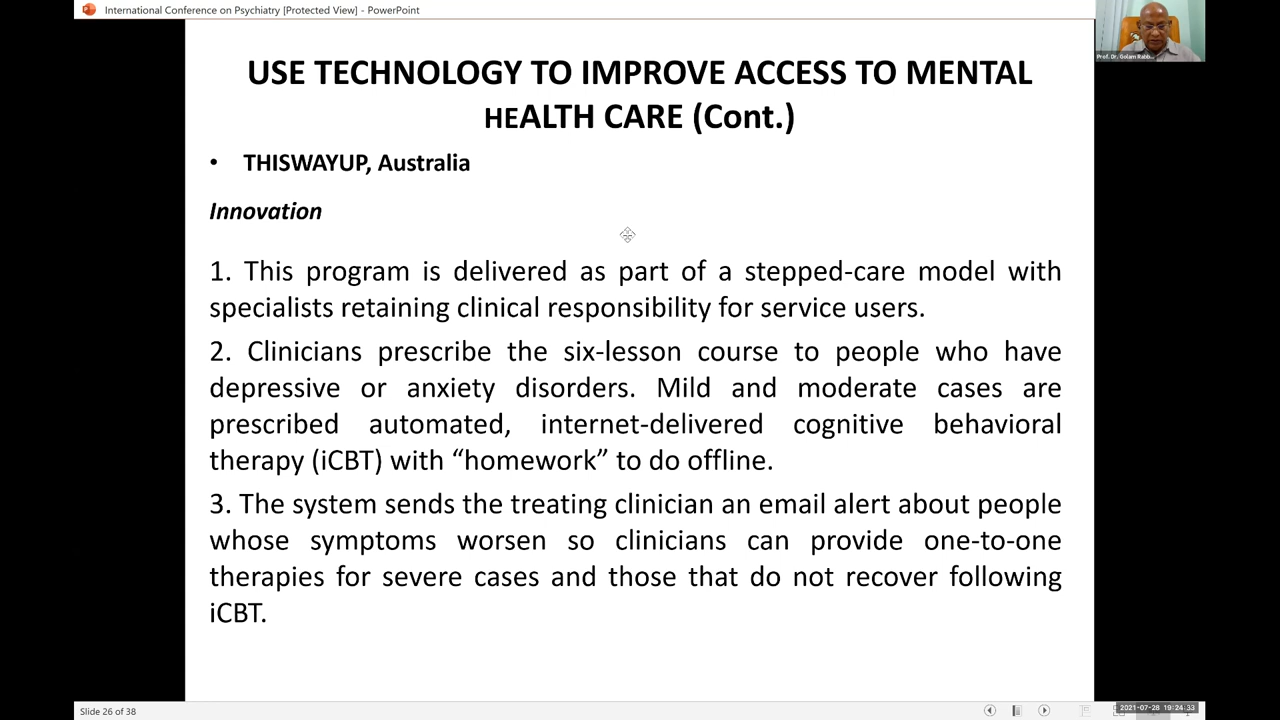 International Conference on Psychiatry [Protected View] - PowerPoint
Prof. Dr. Golam Rabb...
USE TECHNOLOGY TO IMPROVE ACCESS TO MENTAL
HEALTH CARE (Cont.)
• THISWAYUP, Australia
Innovation
1. This program is delivered as part of a stepped-care model with
specialists retaining clinical responsibility for service users.
2. Clinicians prescribe the six-lesson course to people who have
depressive or anxiety disorders. Mild and moderate cases are
prescribed automated, internet-delivered cognitive behavioral
therapy (iCBT) with “homework” to do offline.
3. The system sends the treating clinician an email alert about people
whose symptoms worsen so clinicians can provide one-to-one
therapies for severe cases and those that do not recover following
iCBT.
Slide 26 of 38
2021-07-28 19:24:33